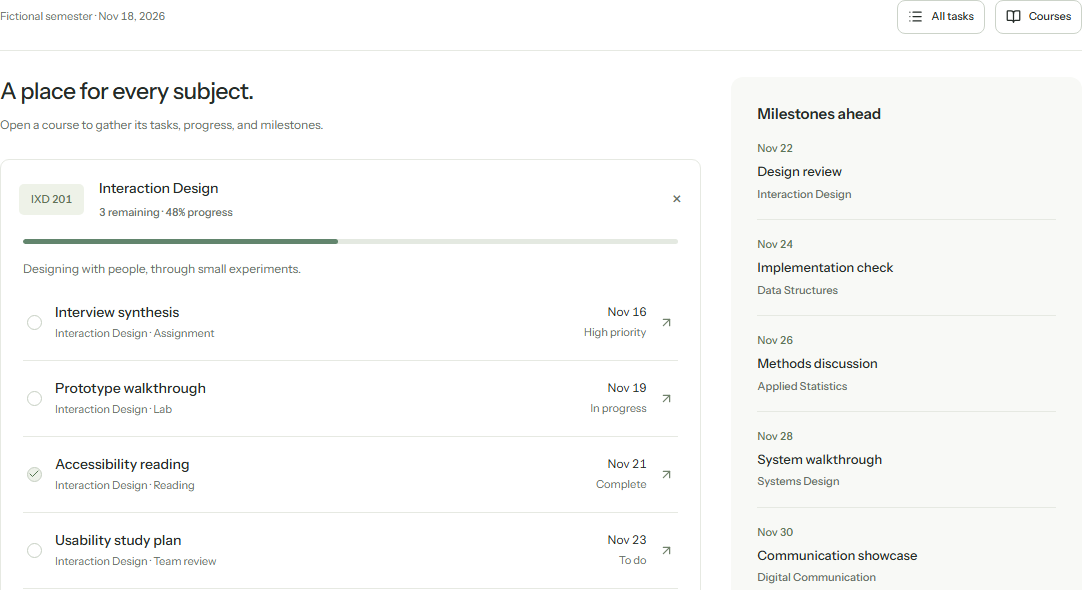 Fictional semester · Nov 18, 2026
All tasks
Courses
A place for every subject.
Open a course to gather its tasks, progress, and milestones.
IXD 201
Interaction Design
3 remaining · 48% progress
Designing with people, through small experiments.
Interview synthesis
Interaction Design · Assignment
Nov 16
High priority
Prototype walkthrough
Interaction Design · Lab
Nov 19
In progress
Accessibility reading
Interaction Design · Reading
Nov 21
Complete
Usability study plan
Interaction Design · Team review
Nov 23
To do
Milestones ahead
Nov 22
Design review
Interaction Design
Nov 24
Implementation check
Data Structures
Nov 26
Methods discussion
Applied Statistics
Nov 28
System walkthrough
Systems Design
Nov 30
Communication showcase
Digital Communication